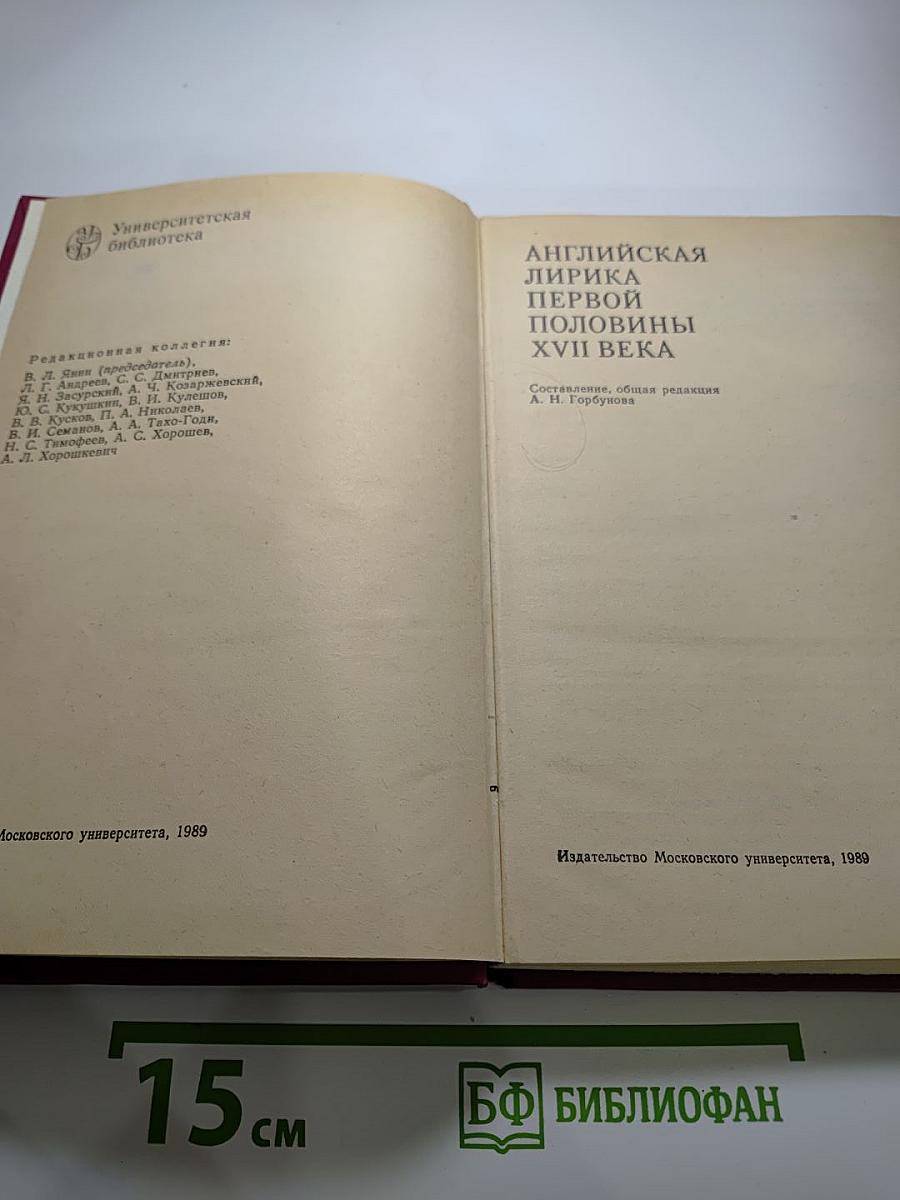 Университетская
библиотека
Редакционная коллегия:
В. Л. Янин (председатель),
Л. Г. Андреев, С. С. Дмитриев,
Я. Н. Засурский, А. Ч. Козаржевский,
Ю. С. Кукушкин, В. И. Кулешов,
В. В. Кусков, П. А. Николаев,
В. И. Семанов, А. А. Тахо-Годи,
Н. С. Тимофеев, А. С. Хорошев,
А. Л. Хорошкевич
Московского университета, 1989
АНГЛИЙСКАЯ
ЛИРИКА
ПЕРВОЙ
ПОЛОВИНЫ
XVII ВЕКА
Составление, общая редакция
А. Н. Горбунова
Издательство Московского университета, 1989
15 см
БФ БИБЛИОФАН